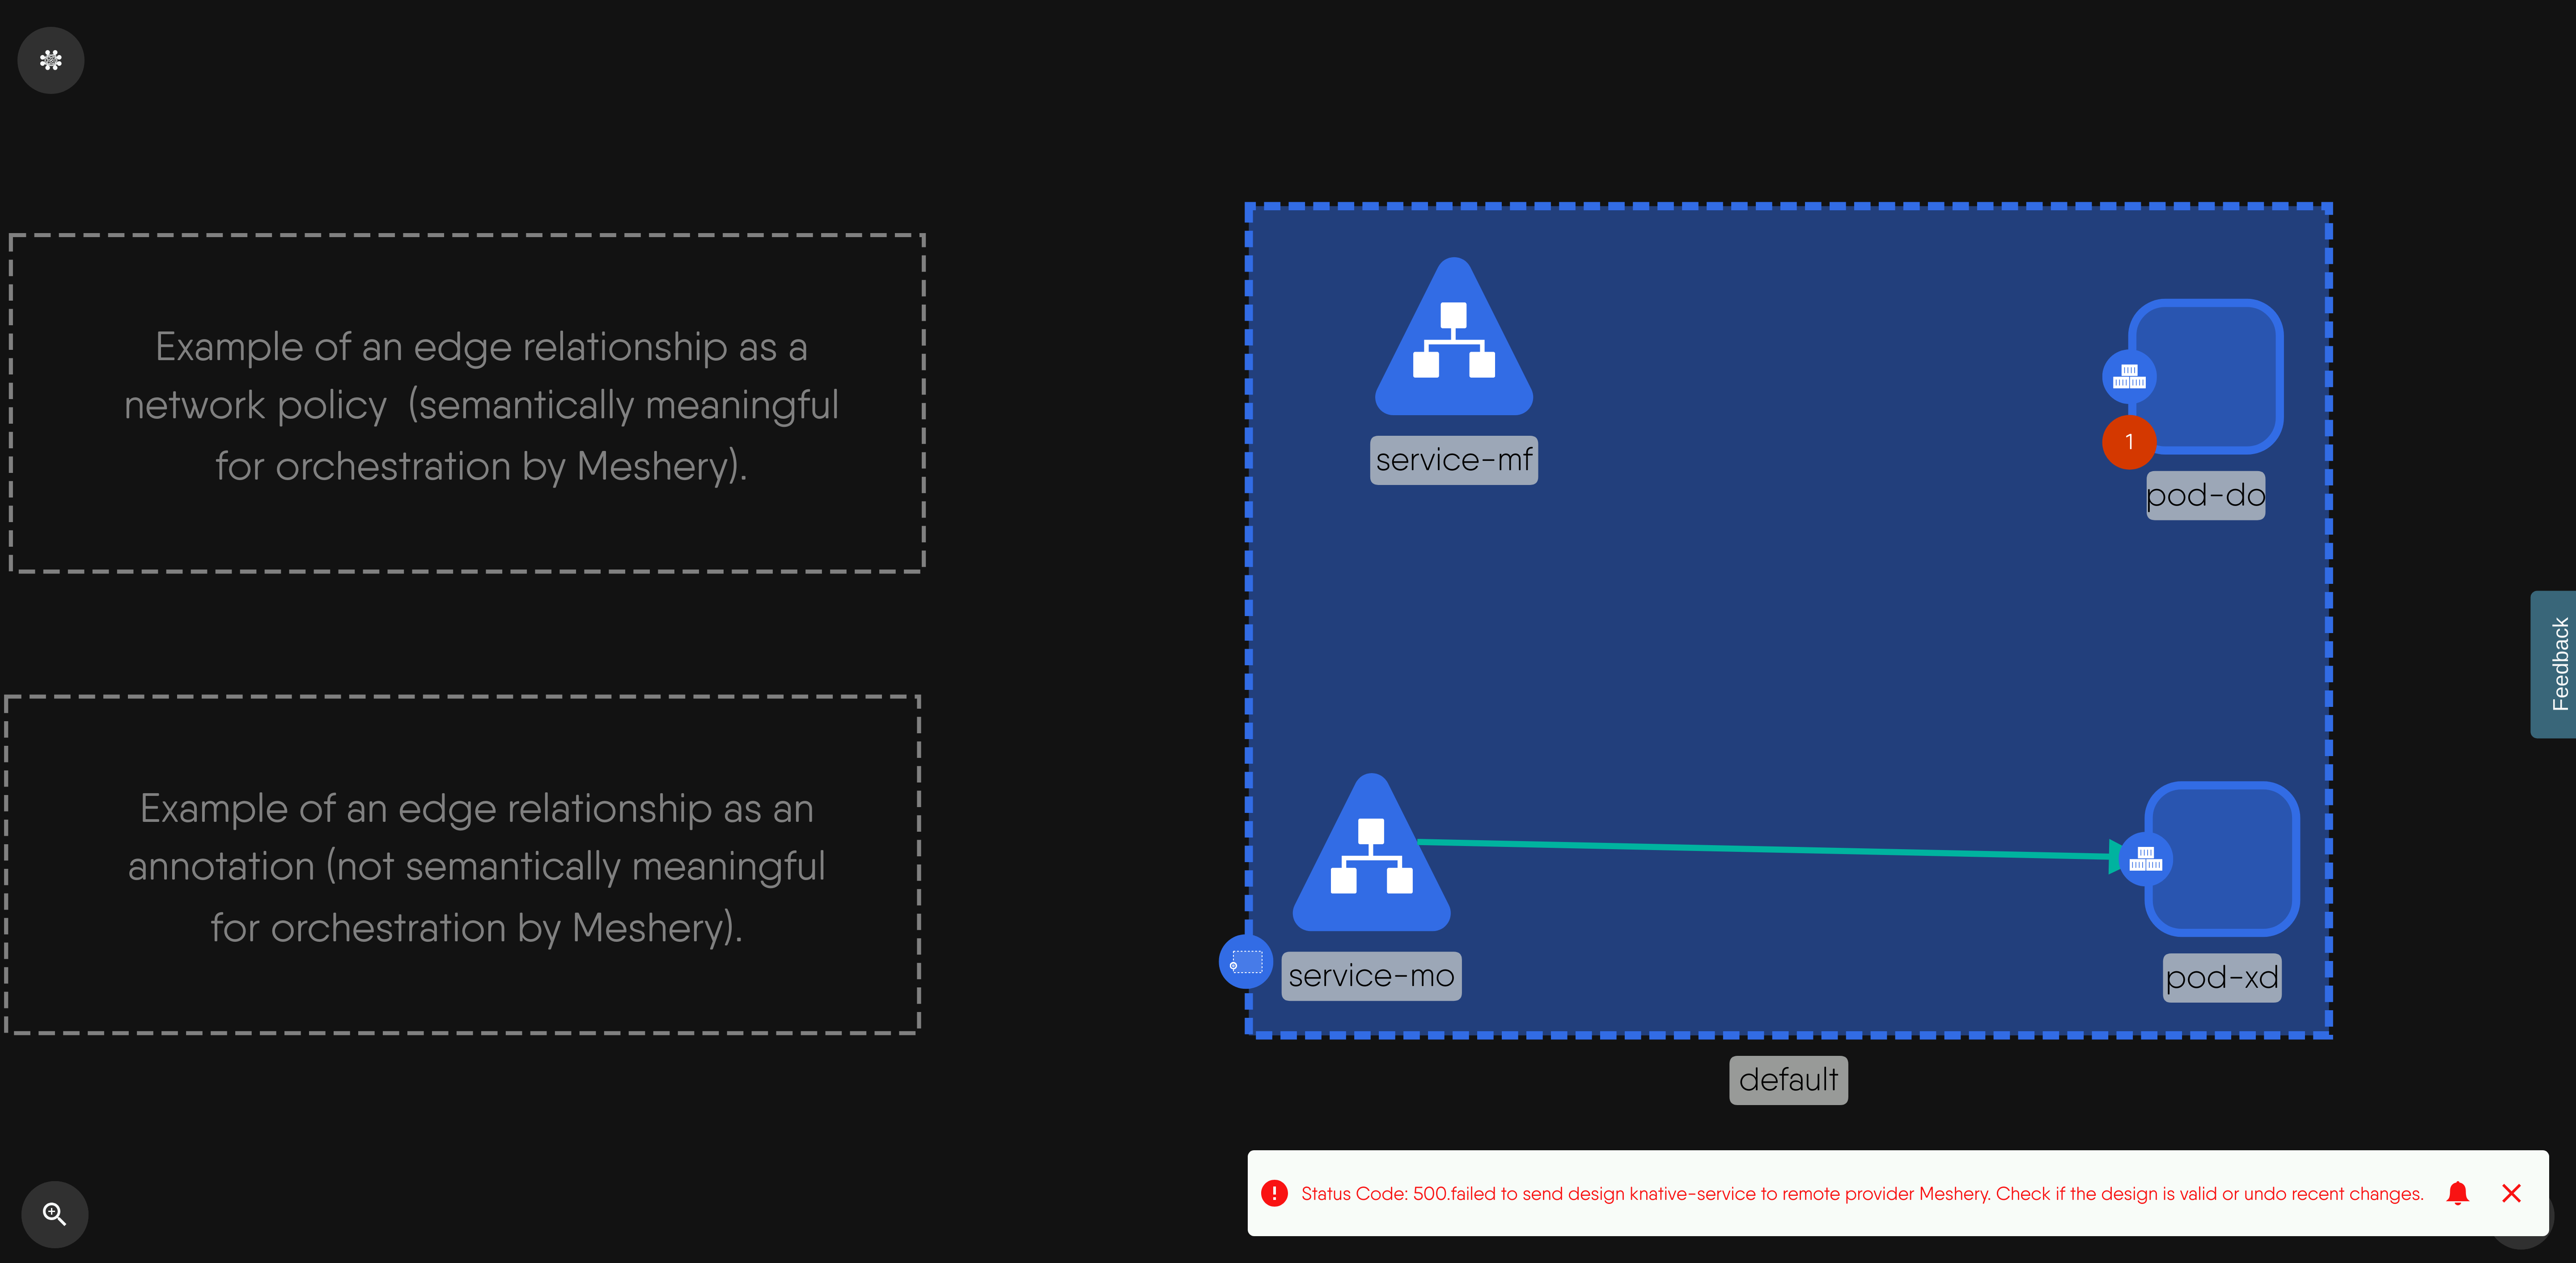 Example of an edge relationship as a
network policy  (semantically meaningful
for orchestration by Meshery).
Example of an edge relationship as an
annotation (not semantically meaningful
for orchestration by Meshery).
service-mf
1
pod-do
service-mo
pod-xd
default
Feedback
Status Code: 500.failed to send design knative-service to remote provider Meshery. Check if the design is valid or undo recent changes.